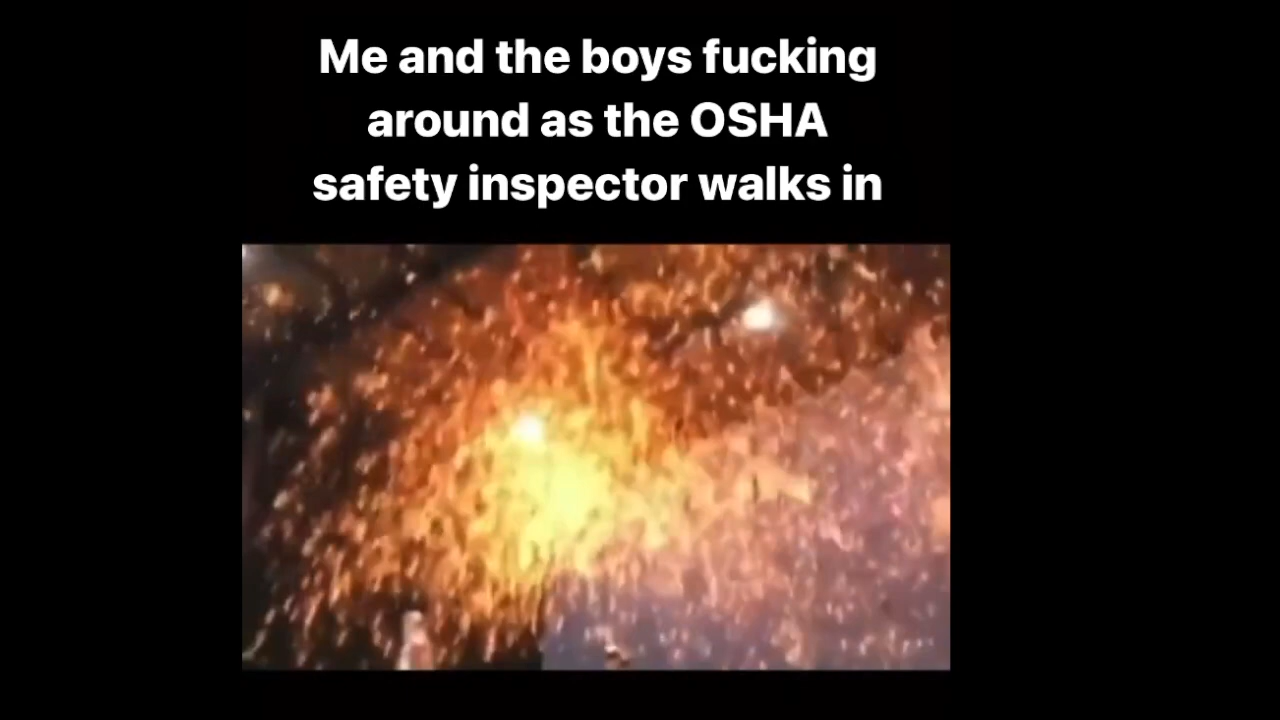 Me and the boys fucking
around as the OSHA
safety inspector walks in